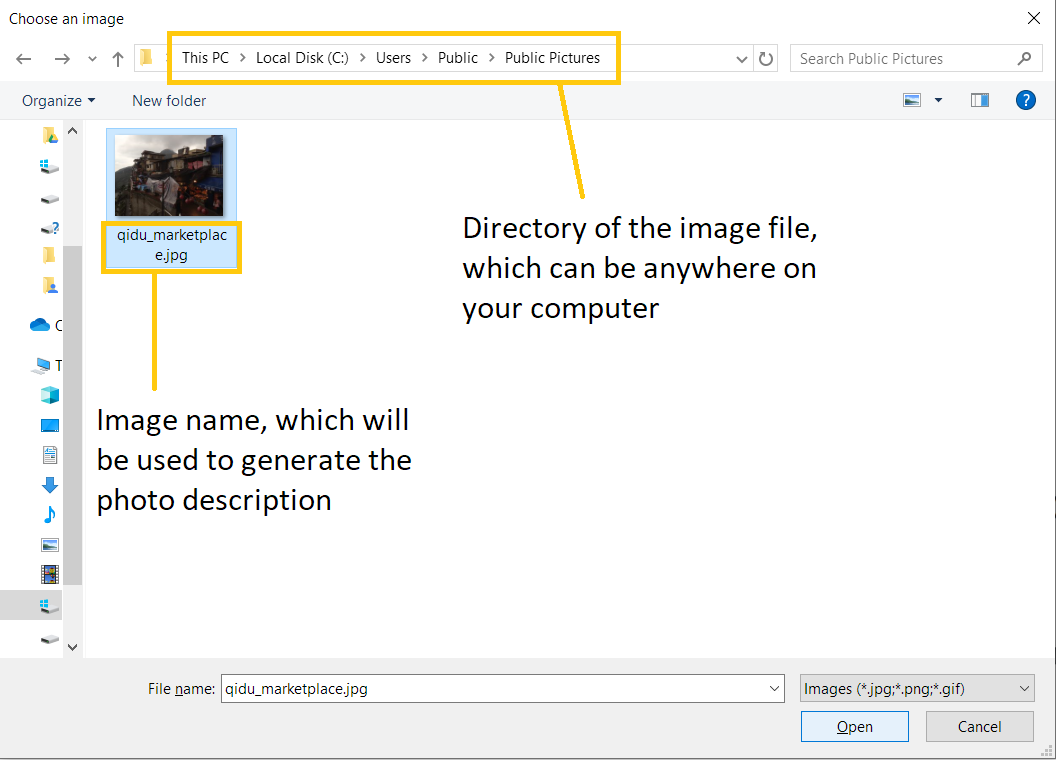 Choose an image
This PC > Local Disk (C:) > Users > Public > Public Pictures
Search Public Pictures
Organize
New folder
?
qidu_marketplac
e.jpg
Directory of the image file,
which can be anywhere on
your computer
C
T
Image name, which will
be used to generate the
photo description
File name: qidu_marketplace.jpg
Images (*.jpg;*.png;*.gif)
Open
Cancel